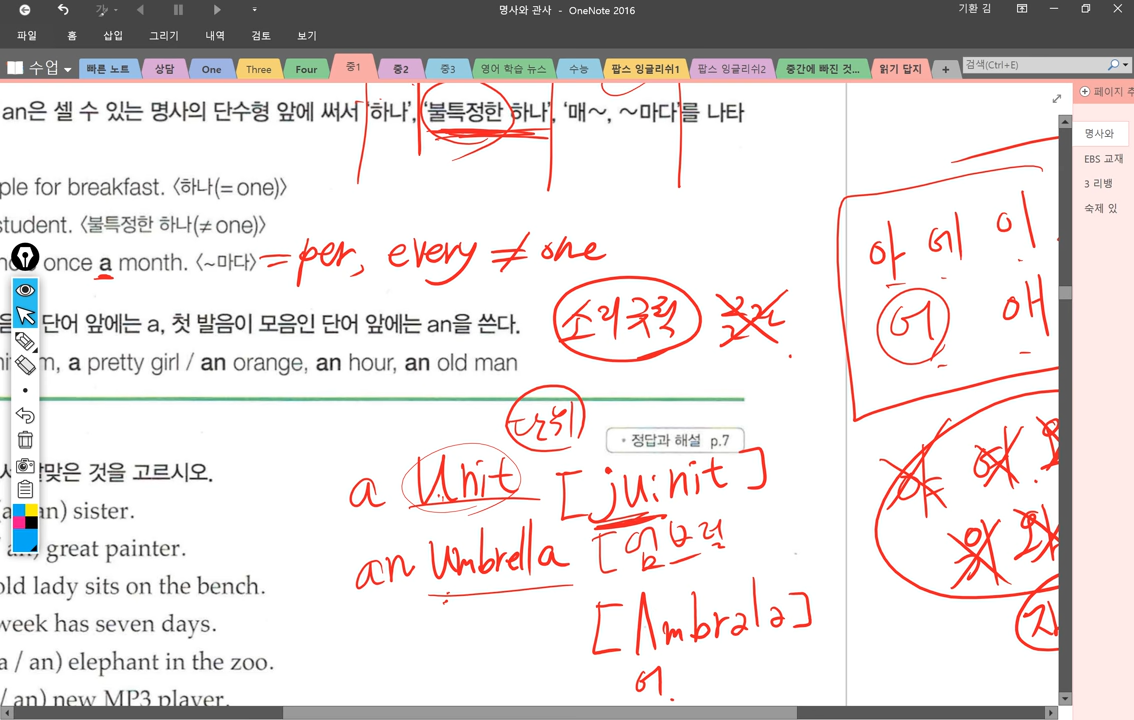 명사와 관사 - OneNote 2016
기환 김
파일 홈 삽입 그리기 내역 검토 보기
수업 빠른 노트 상담 One Three Four 중1 중2 중3 영어 학습 뉴스 수능 팝스 잉글리쉬1 팝스 잉글리쉬2 중간에 빠진 것... 읽기 답지 + 검색(Ctrl+E)
페이지 추
명사와
EBS 교재
3 리뱅
숙제 있
an은 셀 수 있는 명사의 단수형 앞에 써서 '하나', '불특정한 하나', '매~, ~마다'를 나타
ple for breakfast. 〈하나(= one)〉
student. 〈불특정한 하나(≠ one)〉
once a month. 〈~마다〉 = per, every ≠ one
단어 앞에는 a, 첫 발음이 모음인 단어 앞에는 an을 쓴다.
소리규칙
m, a pretty girl / an orange, an hour, an old man
아 에 이
어 애
단위
• 정답과 해설 p.7
알맞은 것을 고르시오.
a Unit [ju:nit]
an) sister.
an umbrella
an) great painter.
old lady sits on the bench.
week has seven days.
[ʌmbrələ]
어
a / an) elephant in the zoo.
/ an) new MP3 player.